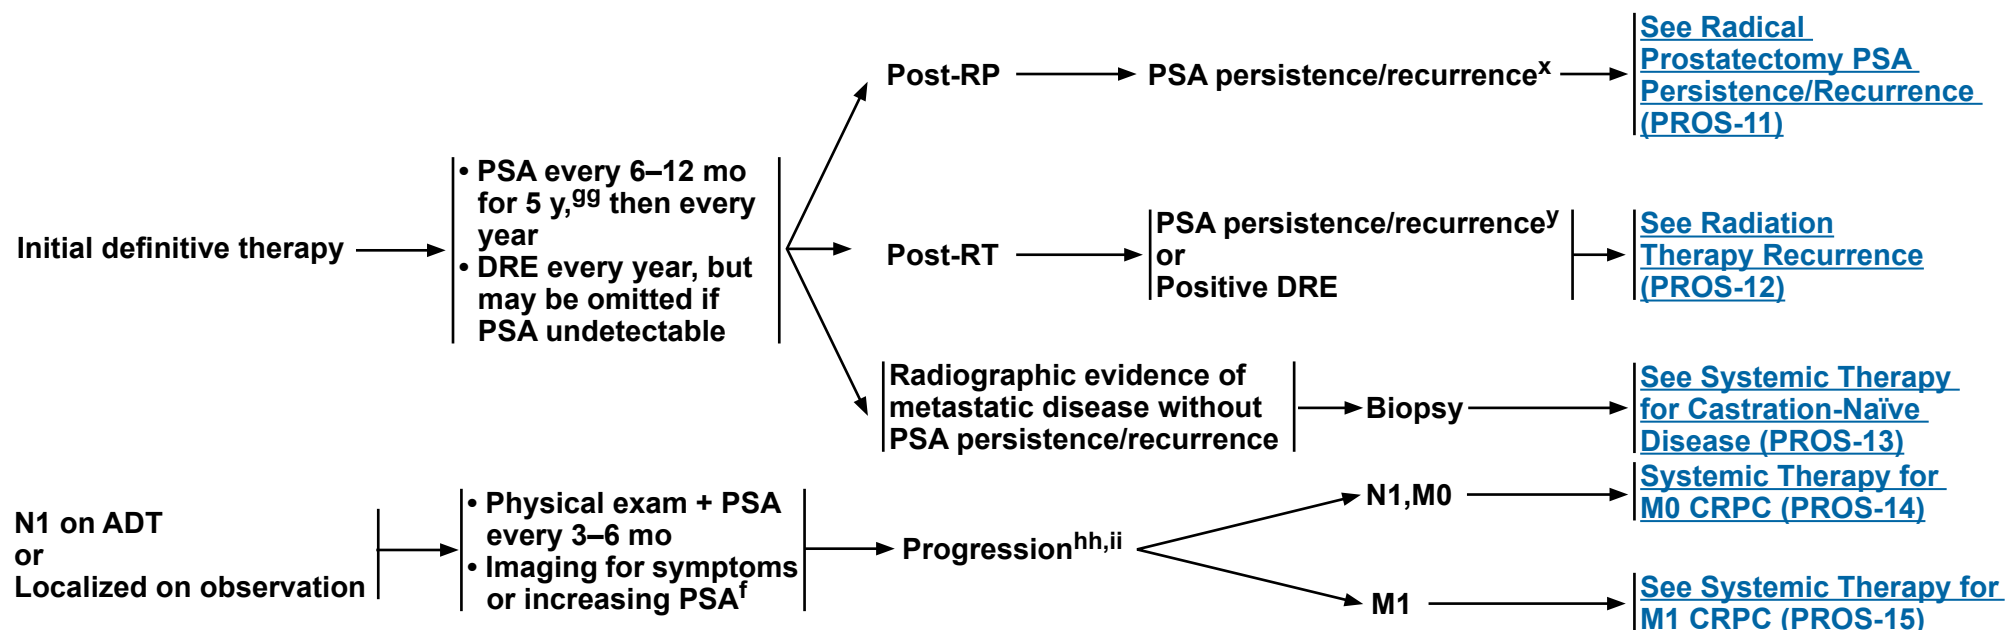 Initial definitive therapy
• PSA every 6–12 mo
for 5 y,gg then every
year
• DRE every year, but
may be omitted if
PSA undetectable
Post-RP
PSA persistence/recurrencex
See Radical
Prostatectomy PSA
Persistence/Recurrence
(PROS-11)
Post-RT
PSA persistence/recurrencey
or
Positive DRE
See Radiation
Therapy Recurrence
(PROS-12)
Radiographic evidence of
metastatic disease without
PSA persistence/recurrence
Biopsy
See Systemic Therapy
for Castration-Naïve
Disease (PROS-13)
N1 on ADT
or
Localized on observation
• Physical exam + PSA
every 3–6 mo
• Imaging for symptoms
or increasing PSAf
Progressionhh,ii
N1,M0
Systemic Therapy for
M0 CRPC (PROS-14)
M1
See Systemic Therapy for
M1 CRPC (PROS-15)